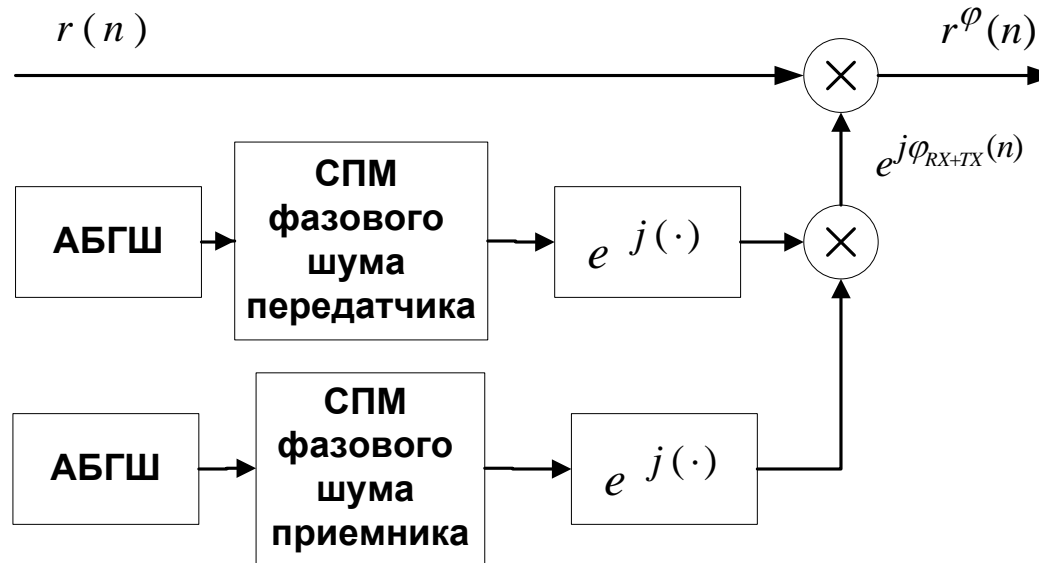 r(n)
r^φ(n)
e^{jφ_{RX+TX}(n)}
АБГШ
СПМ
фазового
шума
передатчика
e^{j(·)}
АБГШ
СПМ
фазового
шума
приемника
e^{j(·)}